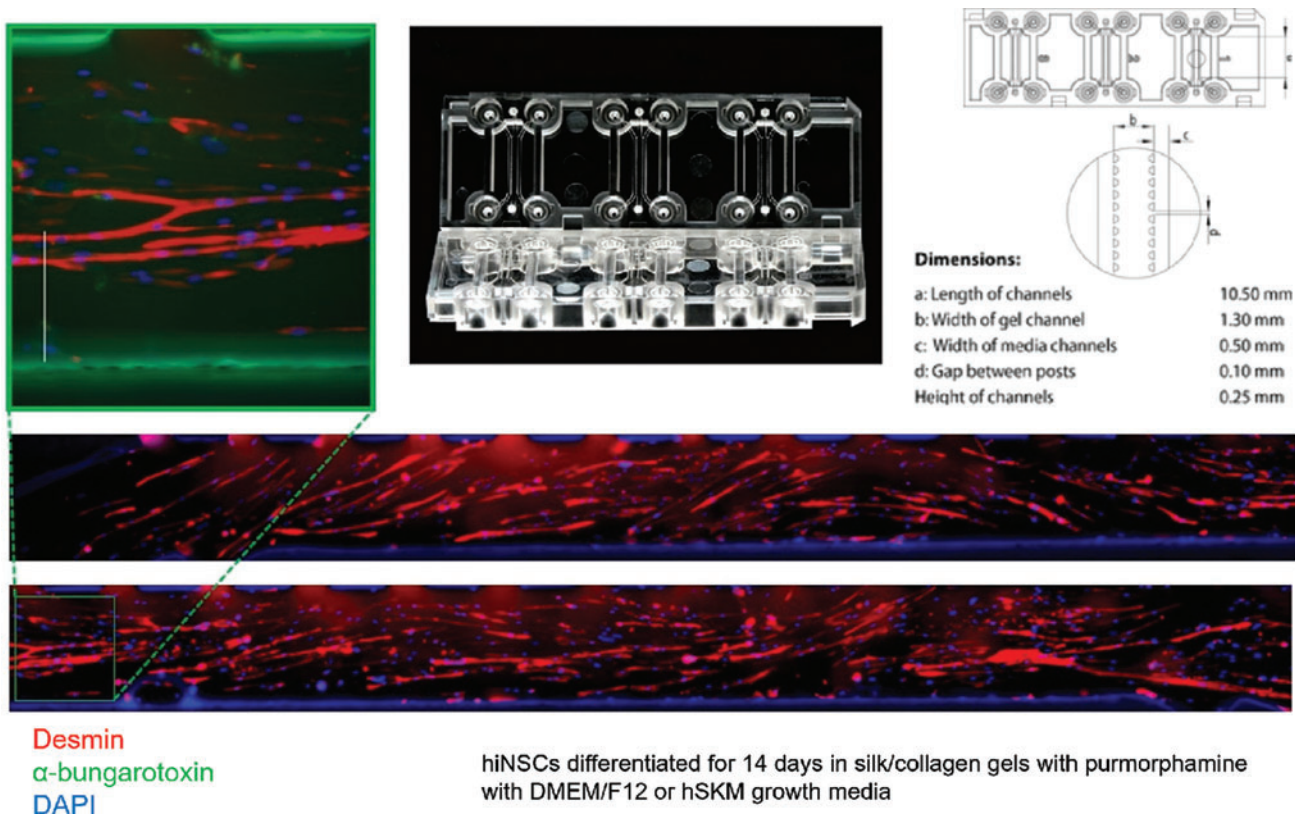 a
b
c
d
Dimensions:
a: Length of channels 10.50 mm
b: Width of gel channel 1.30 mm
c: Width of media channels 0.50 mm
d: Gap between posts 0.10 mm
Height of channels 0.25 mm
Desmin
α-bungarotoxin
DAPI
hiNSCs differentiated for 14 days in silk/collagen gels with purmorphamine
with DMEM/F12 or hSKM growth media